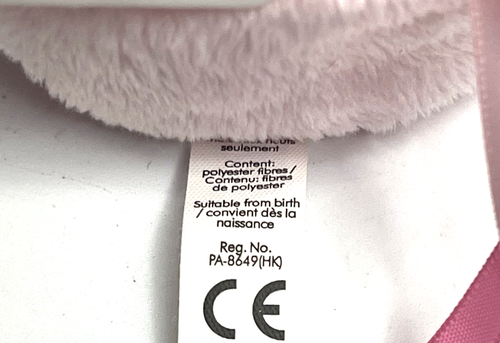 seulement
Content:
polyester fibres /
Contenu: fibres
de polyester
Suitable from birth
/ convient dès la
naissance
Reg. No.
PA-8649(HK)
CE